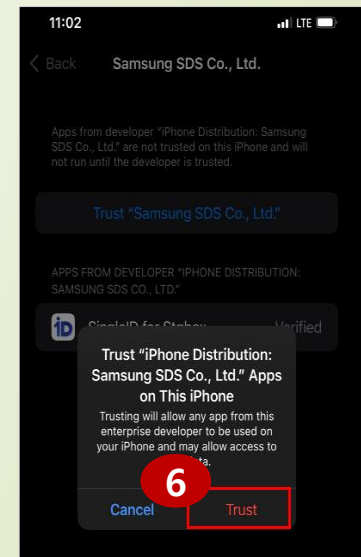 11:02
LTE
Back
Samsung SDS Co., Ltd.
Apps from developer "iPhone Distribution: Samsung
SDS Co., Ltd." are not trusted on this iPhone and will
not run until the developer is trusted.
Trust "Samsung SDS Co., Ltd."
APPS FROM DEVELOPER "IPHONE DISTRIBUTION:
SAMSUNG SDS CO., LTD."
iD
SingleID for Verified
Trust "iPhone Distribution:
Samsung SDS Co., Ltd." Apps
on This iPhone
Trusting will allow any app from this
enterprise developer to be used on
your iPhone and may allow access to
6
Cancel
Trust